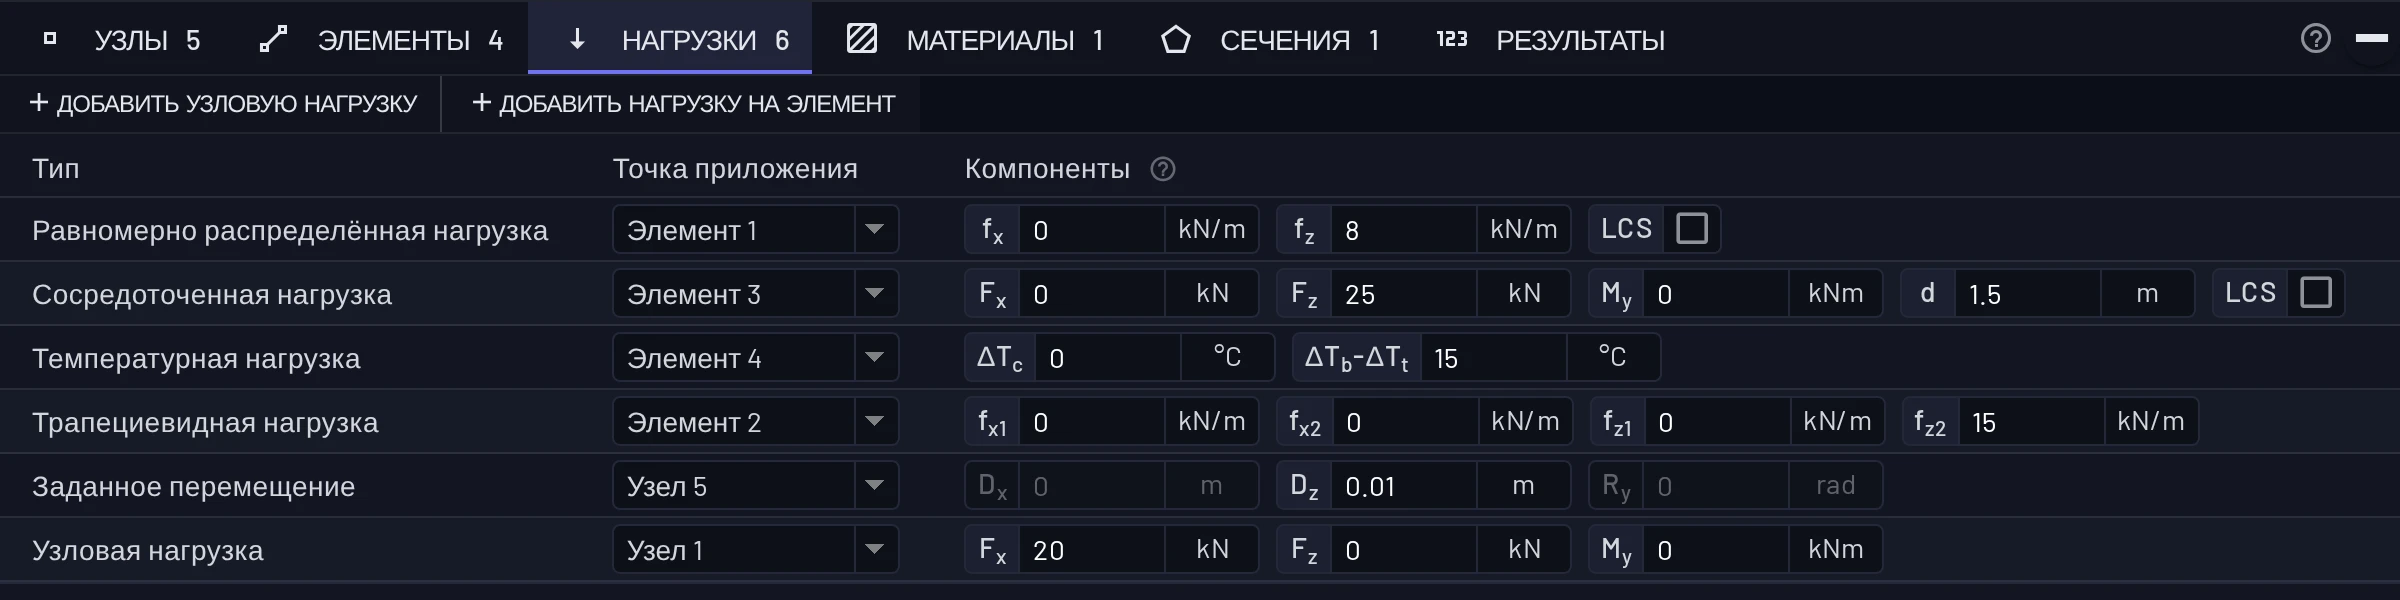 УЗЛЫ 5 ЭЛЕМЕНТЫ 4 НАГРУЗКИ 6 МАТЕРИАЛЫ 1 СЕЧЕНИЯ 1 123 РЕЗУЛЬТАТЫ ?
+ ДОБАВИТЬ УЗЛОВУЮ НАГРУЗКУ + ДОБАВИТЬ НАГРУЗКУ НА ЭЛЕМЕНТ
Тип Точка приложения Компоненты ?
Равномерно распределённая нагрузка Элемент 1 fx 0 kN/m fz 8 kN/m LCS
Сосредоточенная нагрузка Элемент 3 Fx 0 kN Fz 25 kN My 0 kNm d 1.5 m LCS
Температурная нагрузка Элемент 4 ΔTc 0 °C ΔTb-ΔTt 15 °C
Трапециевидная нагрузка Элемент 2 fx1 0 kN/m fx2 0 kN/m fz1 0 kN/m fz2 15 kN/m
Заданное перемещение Узел 5 Dx 0 m Dz 0.01 m Ry 0 rad
Узловая нагрузка Узел 1 Fx 20 kN Fz 0 kN My 0 kNm